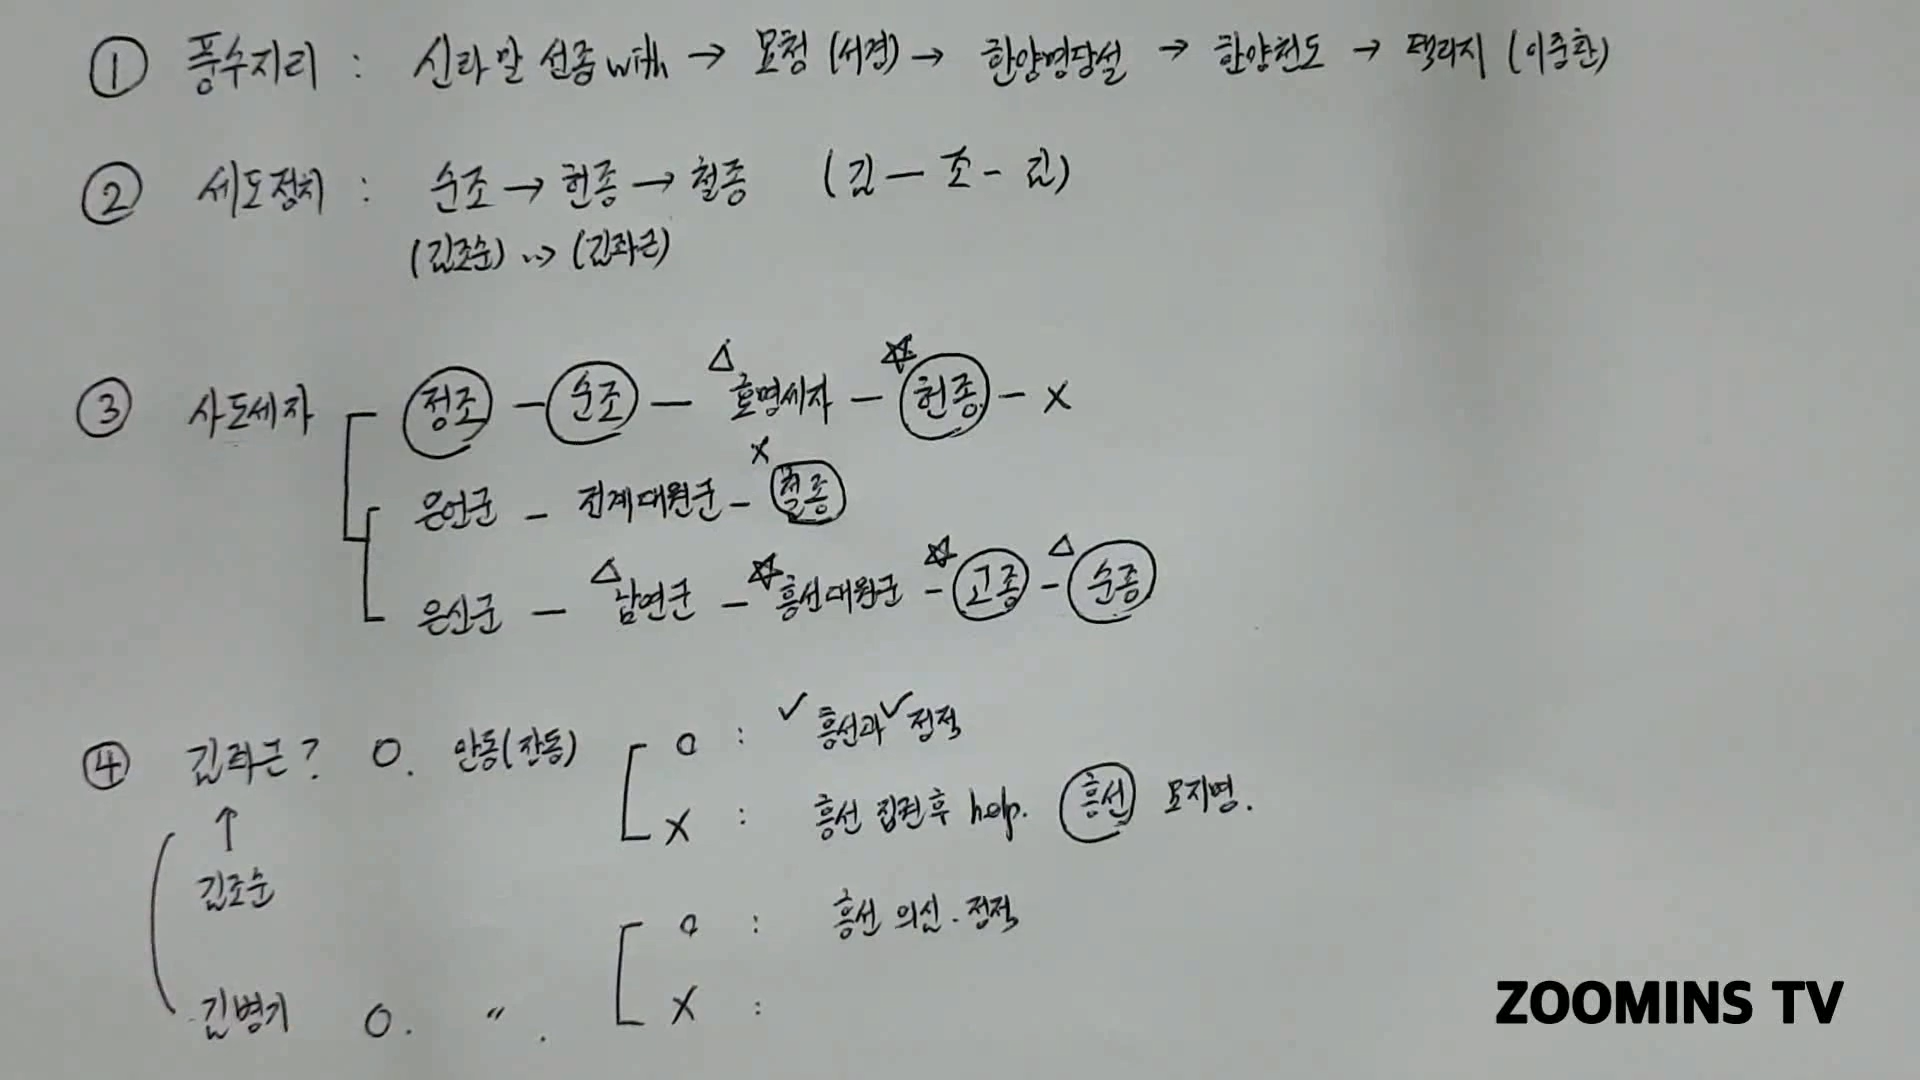 ① 풍수지리 : 신라말 선종 with → 묘청 (서경) → 한양명당설 → 한양천도 → 택리지 (이중환)
② 세도정치 : 순조 → 헌종 → 철종 (김 - 조 - 김)
(김조순) ‥→ (김좌근)
△ ☆
③ 사도세자 정조 - 순조 - 효명세자 - 헌종 - X
X
은언군 - 전계대원군 - 철종
△ ☆ ☆ △
은신군 - 남연군 - 흥선대원군 - 고종 - 순종
④ 김좌근? O. 안동(장동) O : ✓흥선과 ✓정적
X : 흥선 집권 후 help. 흥선 묘지명.
↑
김조순
O : 흥선 의심. 정적
김병기 O. 〃. X :
ZOOMINS TV